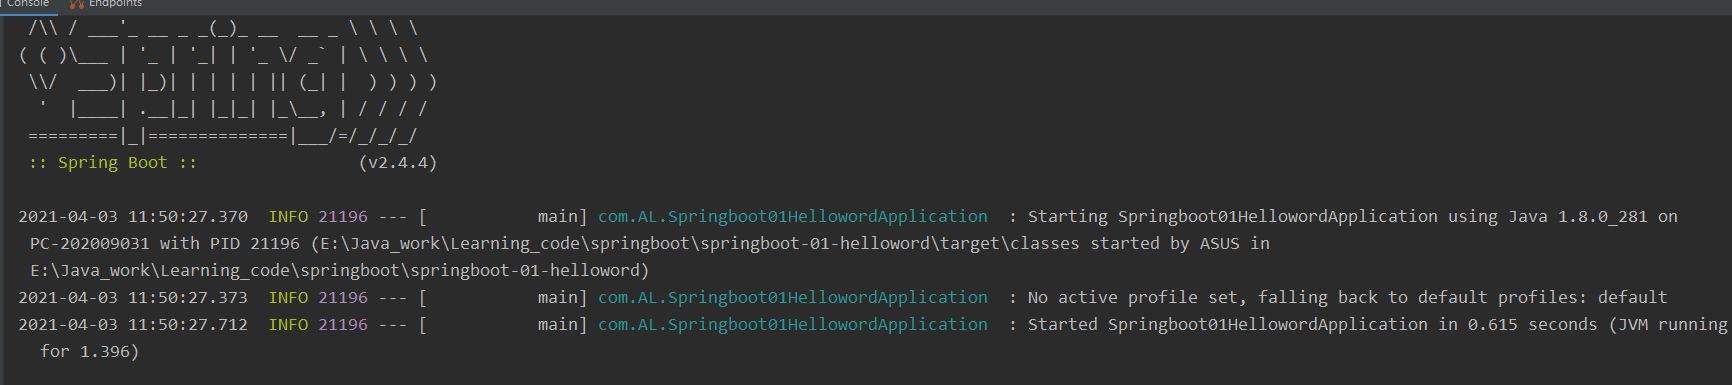 Console Endpoints
 /\\ / ___'_ __ _ _(_)_ __  __ _ \ \ \ \
( ( )\___ | '_ | '_| | '_ \/ _` | \ \ \ \
 \\/  ___)| |_)| | | | | || (_| |  ) ) ) )
  '  |____| .__|_| |_|_| |_\__, | / / / /
 =========|_|==============|___/=/_/_/_/
 :: Spring Boot ::                (v2.4.4)
2021-04-03 11:50:27.370  INFO 21196 --- [           main] com.AL.Springboot01HellowordApplication  : Starting Springboot01HellowordApplication using Java 1.8.0_281 on
PC-202009031 with PID 21196 (E:\Java_work\Learning_code\springboot\springboot-01-helloword\target\classes started by ASUS in
E:\Java_work\Learning_code\springboot\springboot-01-helloword)
2021-04-03 11:50:27.373  INFO 21196 --- [           main] com.AL.Springboot01HellowordApplication  : No active profile set, falling back to default profiles: default
2021-04-03 11:50:27.712  INFO 21196 --- [           main] com.AL.Springboot01HellowordApplication  : Started Springboot01HellowordApplication in 0.615 seconds (JVM running
for 1.396)